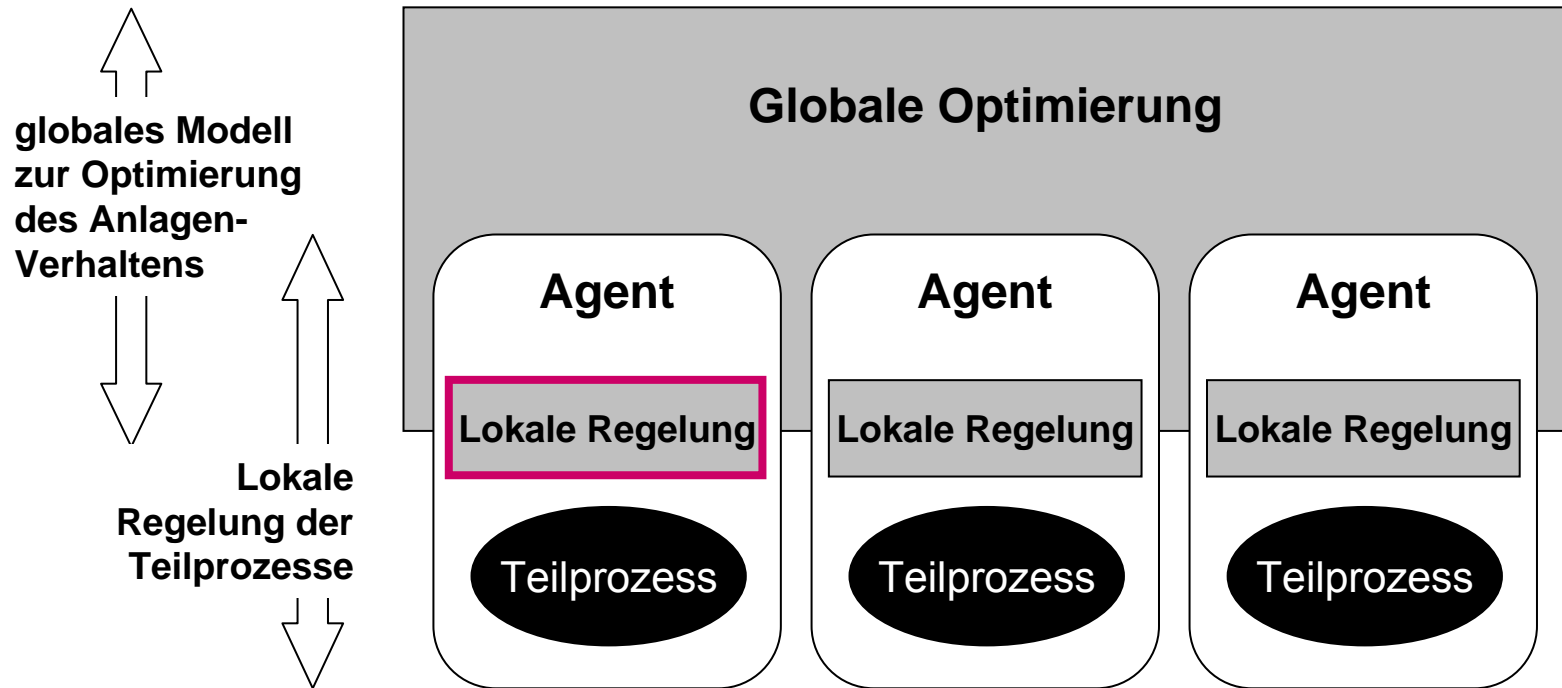 globales Modell
zur Optimierung
des Anlagen-
Verhaltens
Lokale
Regelung der
Teilprozesse
Globale Optimierung
Agent
Lokale Regelung
Teilprozess
Agent
Lokale Regelung
Teilprozess
Agent
Lokale Regelung
Teilprozess